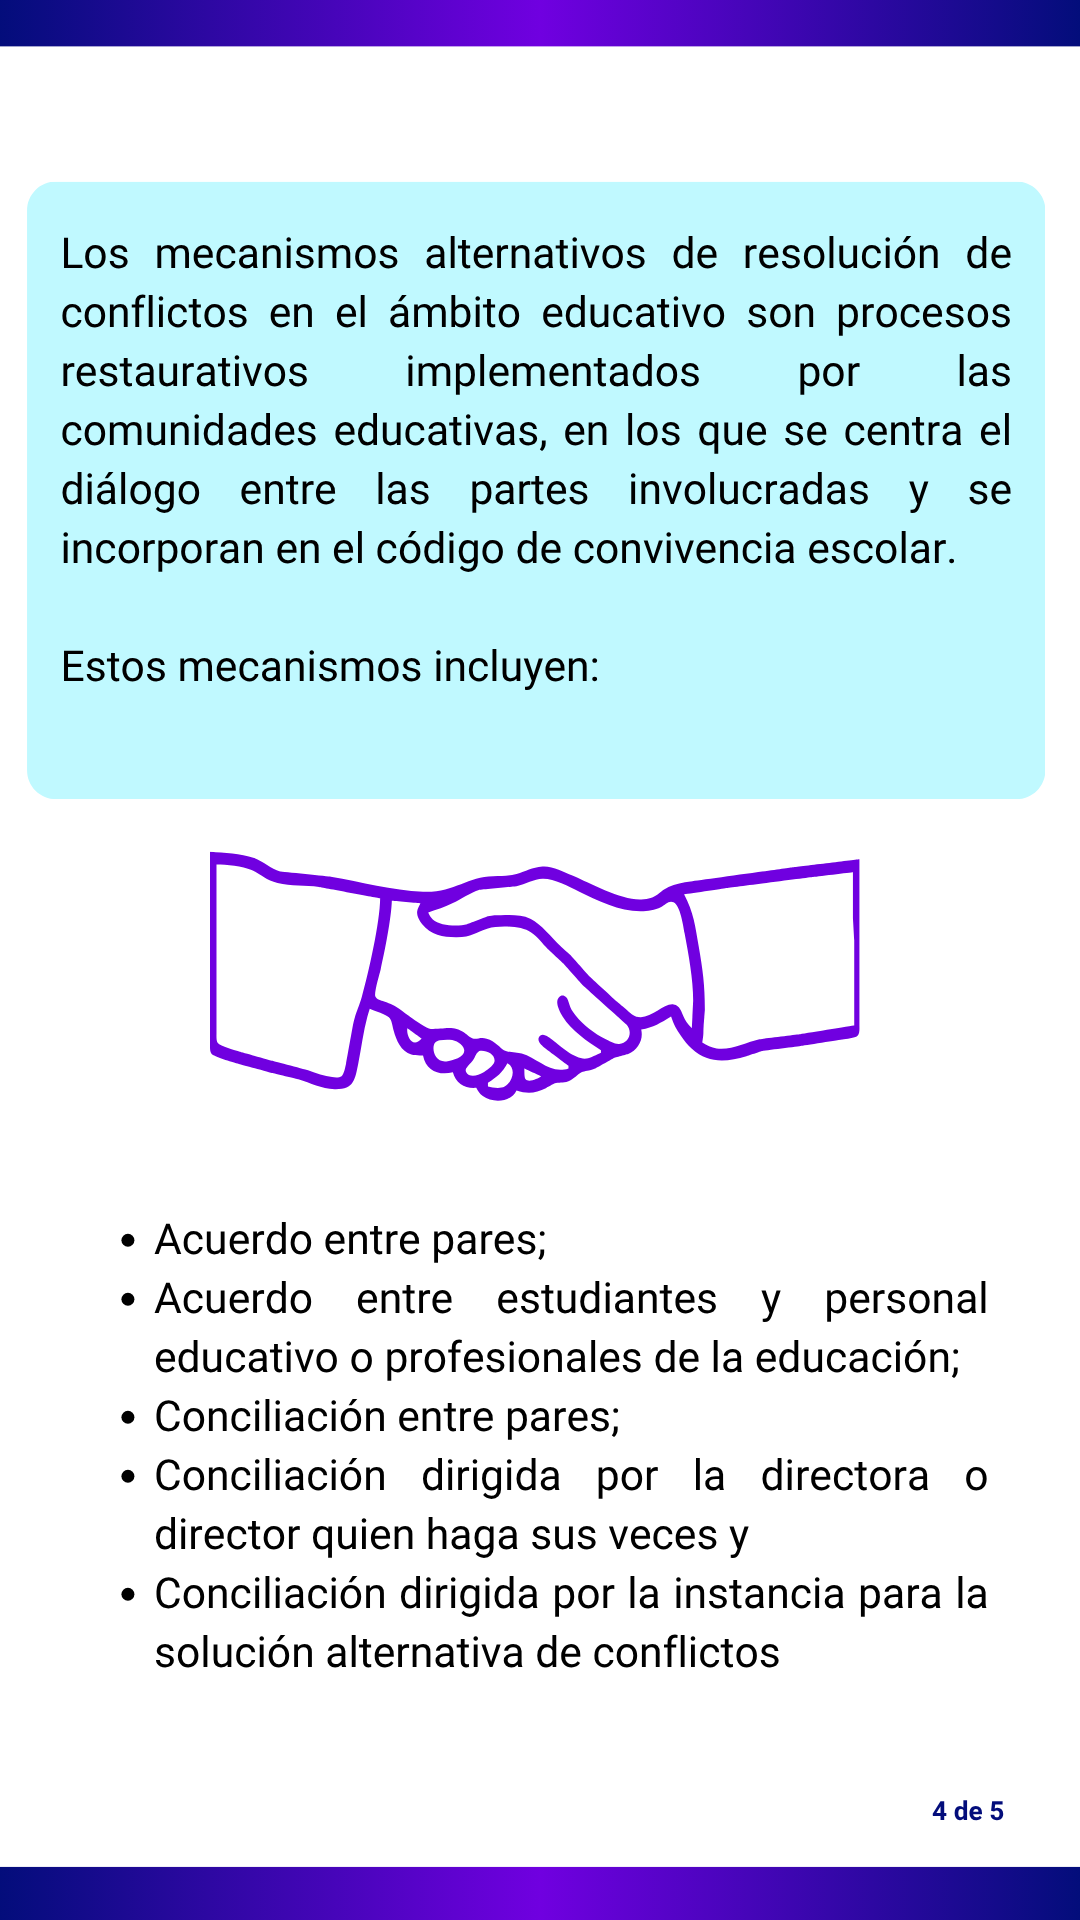 Los mecanismos alternativos de resolución de
conflictos en el ámbito educativo son procesos
restaurativos implementados por las
comunidades educativas, en los que se centra el
diálogo entre las partes involucradas y se
incorporan en el código de convivencia escolar.
Estos mecanismos incluyen:
• Acuerdo entre pares;
• Acuerdo entre estudiantes y personal
educativo o profesionales de la educación;
• Conciliación entre pares;
• Conciliación dirigida por la directora o
director quien haga sus veces y
• Conciliación dirigida por la instancia para la
solución alternativa de conflictos
4 de 5